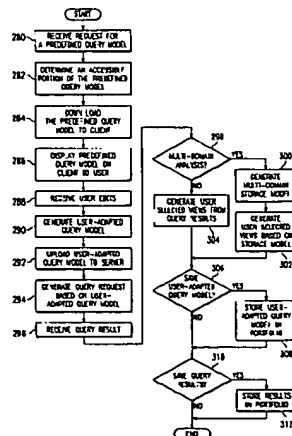 START
280
RECEIVE REQUEST FOR
A PREDEFINED QUERY MODEL
282
DETERMINE AN ACCESSIBLE
PORTION OF THE PREDEFINED
QUERY MODEL
284
DOWN LOAD
THE PREDEFINED QUERY
MODEL TO CLIENT
286
DISPLAY PREDEFINED
QUERY MODEL ON
CLIENT TO USER
288
RECEIVE USER EDITS
290
GENERATE USER-ADAPTED
QUERY MODEL
292
UPLOAD USER-ADAPTED
QUERY MODEL TO SERVER
294
GENERATE QUERY REQUEST
BASED ON USER-
ADAPTED QUERY MODEL
296
RECEIVE QUERY RESULT
298
MULTI-DOMAIN
ANALYSIS?
YES
NO
300
GENERATE
MULTI-DOMAIN
STORAGE MODEL
GENERATE USER
SELECTED VIEWS FROM
QUERY RESULTS
304
GENERATE USER
SELECTED VIEWS
BASED ON
STORAGE MODEL
302
306
SAVE
USER-ADAPTED
QUERY MODEL?
YES
NO
STORE USER-
ADAPTED QUERY
MODEL IN
PORTFOLIO
308
310
SAVE QUERY
RESULTS?
YES
NO
STORE RESULTS
IN PORTFOLIO
312
END